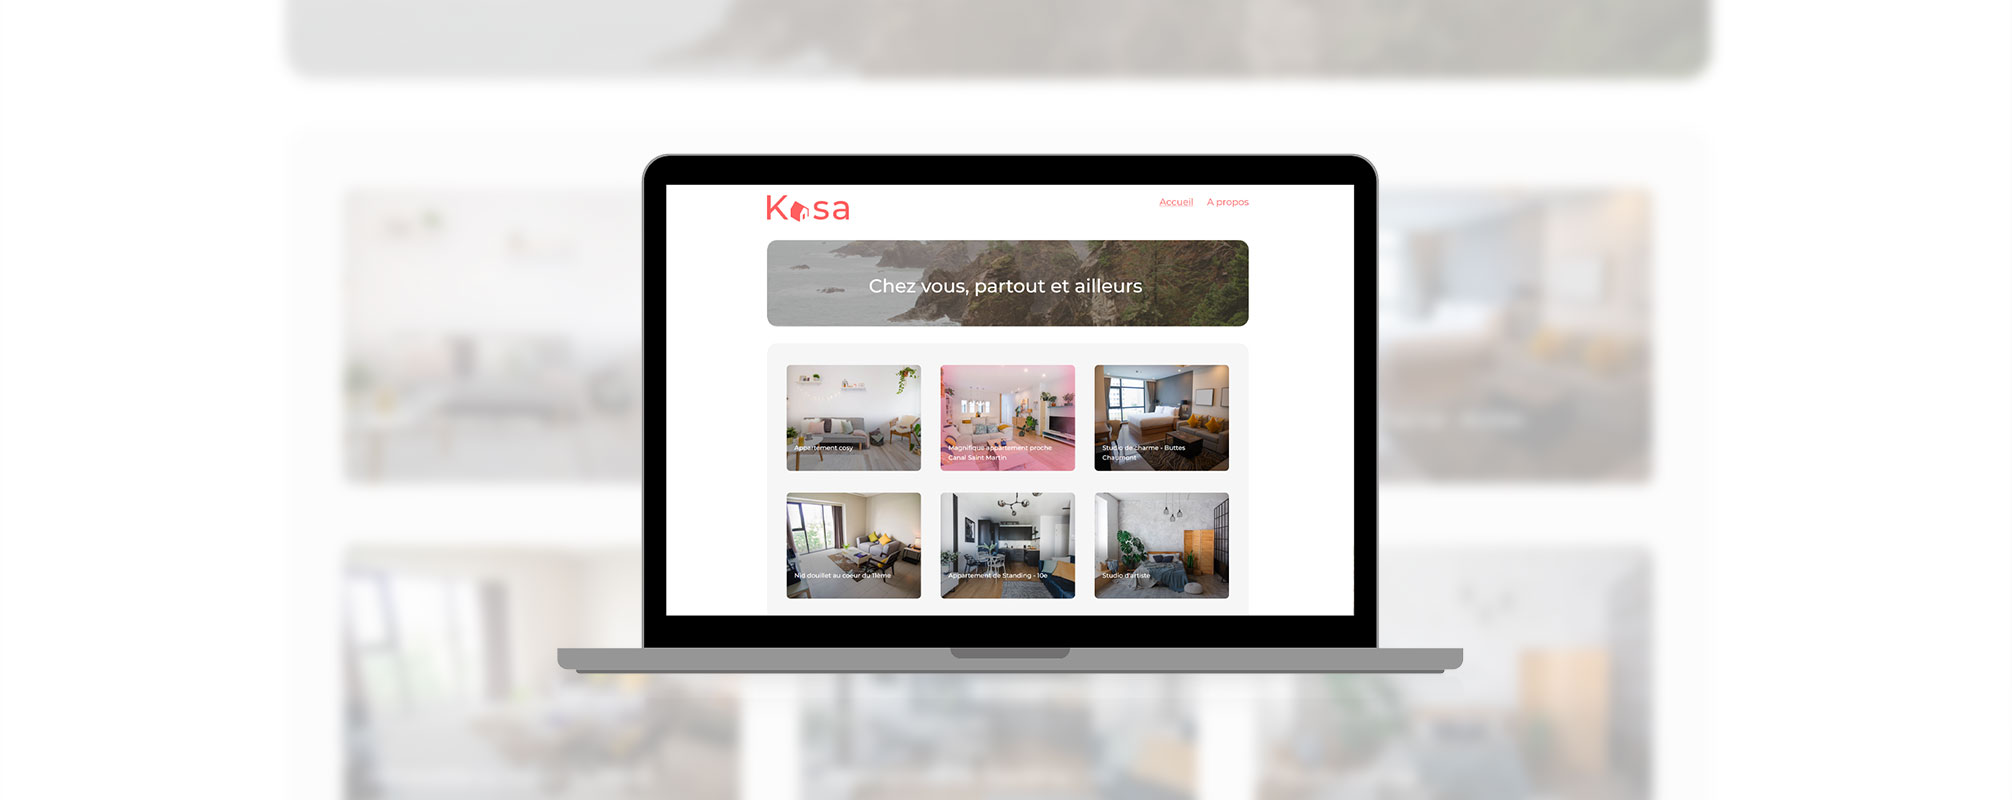 Kasa
Accueil
A propos
Chez vous, partout et ailleurs
Appartement cosy
Magnifique appartement proche
Canal Saint Martin
Studio de charme - Buttes
Chaumont
Nid douillet au coeur du 11ème
Appartement de Standing - 10e
Studio d'artiste